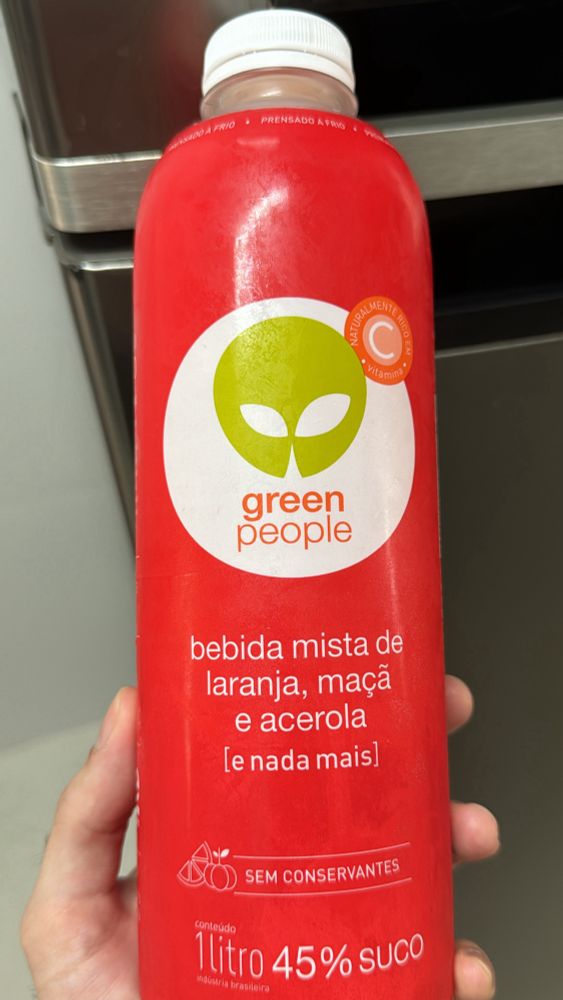 PRENSADO A FRIO • PRENSADO A FRIO •
NATURALMENTE RICO EM
C
• vitamina •
green
people
bebida mista de
laranja, maçã
e acerola
[e nada mais]
SEM CONSERVANTES
conteúdo
1 litro 45% SUCO
indústria brasileira